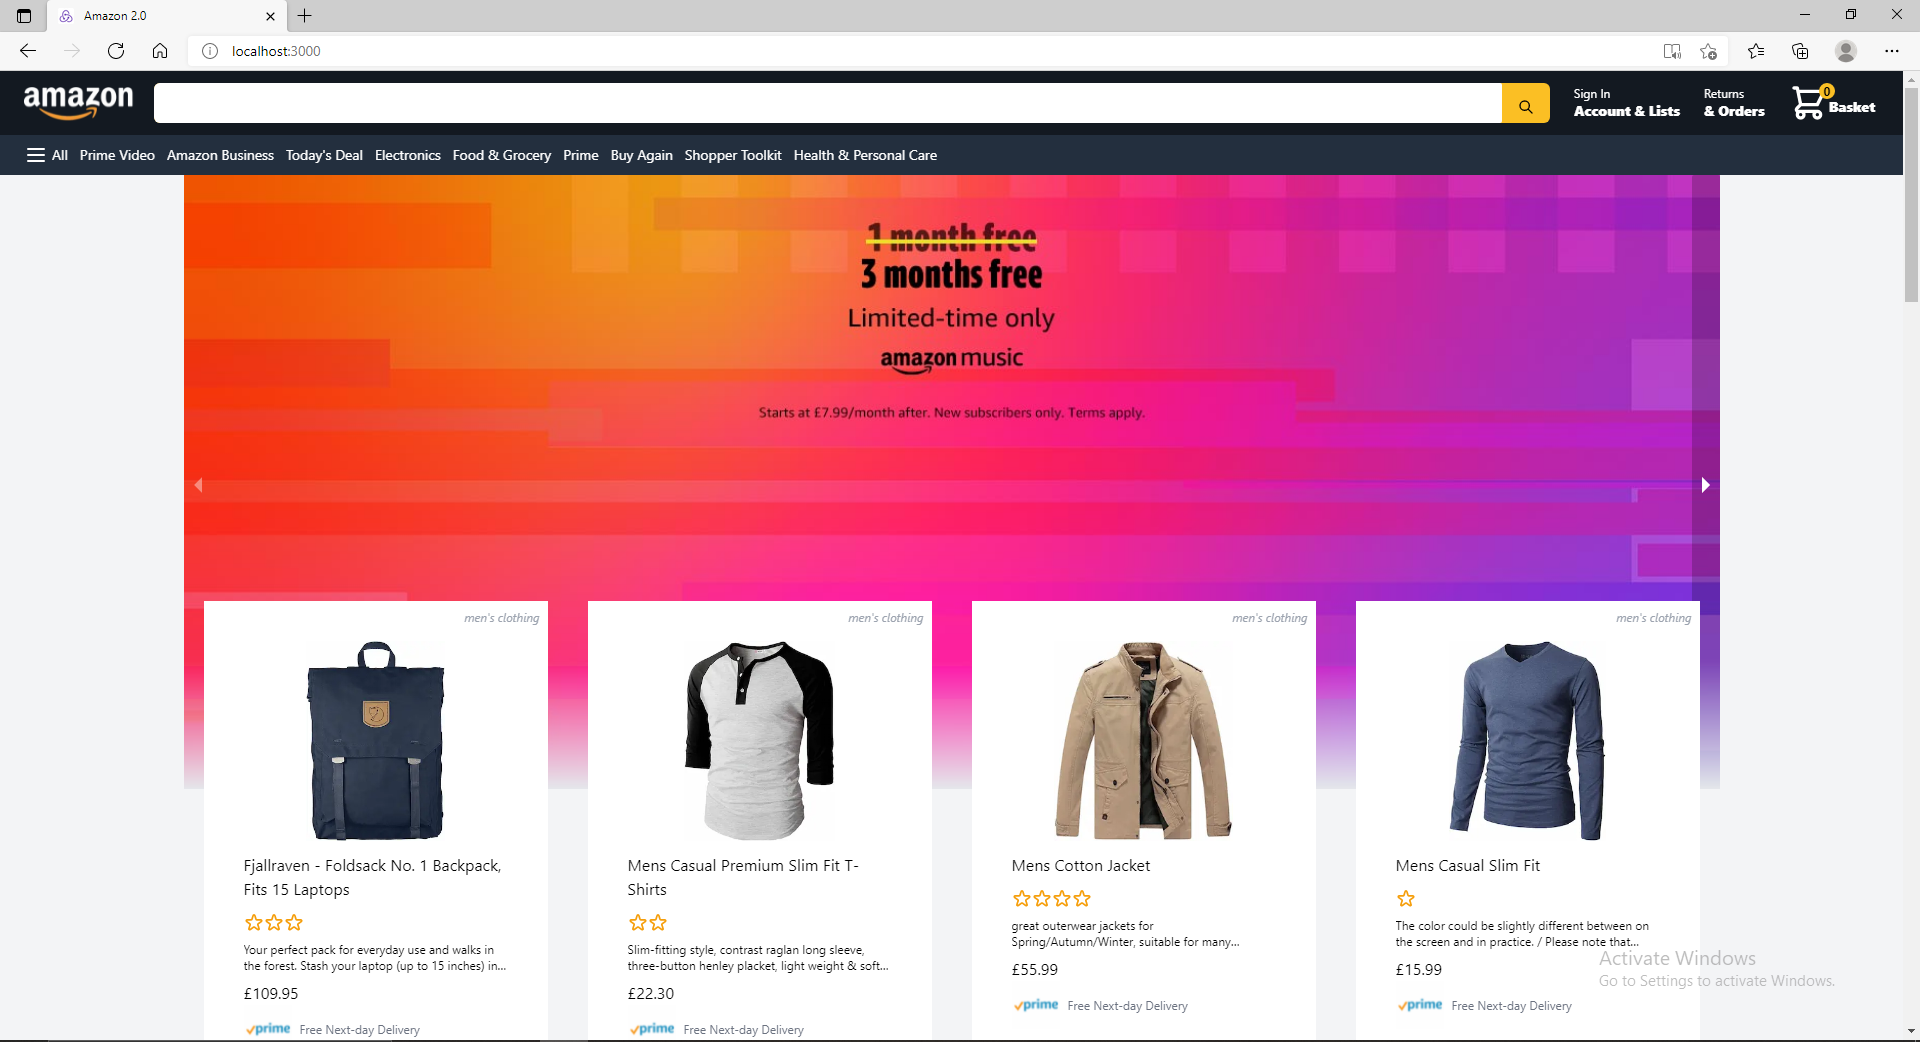 Amazon 2.0
localhost:3000
amazon
Sign In
Account & Lists
Returns
& Orders
0
Basket
All Prime Video Amazon Business Today's Deal Electronics Food & Grocery Prime Buy Again Shopper Toolkit Health & Personal Care
1 month free
3 months free
Limited-time only
amazon music
Starts at £7.99/month after. New subscribers only. Terms apply.
men's clothing
Fjallraven - Foldsack No. 1 Backpack,
Fits 15 Laptops
Your perfect pack for everyday use and walks in
the forest. Stash your laptop (up to 15 inches) in...
£109.95
prime Free Next-day Delivery
men's clothing
Mens Casual Premium Slim Fit T-
Shirts
Slim-fitting style, contrast raglan long sleeve,
three-button henley placket, light weight & soft...
£22.30
prime Free Next-day Delivery
men's clothing
Mens Cotton Jacket
great outerwear jackets for
Spring/Autumn/Winter, suitable for many...
£55.99
prime Free Next-day Delivery
men's clothing
Mens Casual Slim Fit
The color could be slightly different between on
the screen and in practice. / Please note that...
£15.99
prime Free Next-day Delivery
Activate Windows
Go to Settings to activate Windows.